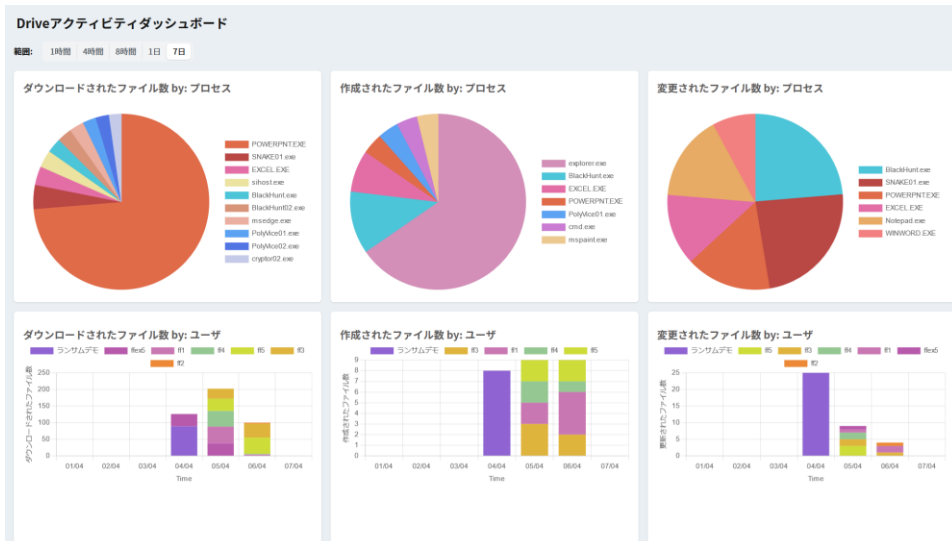 Driveアクティビティダッシュボード
範囲: 1時間 4時間 8時間 1日 7日
ダウンロードされたファイル数 by: プロセス
POWERPNT.EXE
SNAKE01.exe
EXCEL.EXE
sihost.exe
BlackHunt.exe
BlackHunt02.exe
msedge.exe
PolyVice01.exe
PolyVice02.exe
cryptor02.exe
作成されたファイル数 by: プロセス
explorer.exe
BlackHunt.exe
EXCEL.EXE
POWERPNT.EXE
PolyVice01.exe
cmd.exe
mspaint.exe
変更されたファイル数 by: プロセス
BlackHunt.exe
SNAKE01.exe
POWERPNT.EXE
EXCEL.EXE
Notepad.exe
WINWORD.EXE
ダウンロードされたファイル数 by: ユーザ
ランサムデモ ffex5 ff1 ff4 ff5 ff3
ff2
ダウンロードされたファイル数
250
200
150
100
50
0
01/04 02/04 03/04 04/04 05/04 06/04 07/04
Time
作成されたファイル数 by: ユーザ
ランサムデモ ff3 ff1 ff4 ff5
作成されたファイル数
9
8
7
6
5
4
3
2
1
0
01/04 02/04 03/04 04/04 05/04 06/04 07/04
Time
変更されたファイル数 by: ユーザ
ランサムデモ ff5 ff3 ff4 ff1 ffex5
ff2
更新されたファイル数
25
20
15
10
5
0
01/04 02/04 03/04 04/04 05/04 06/04 07/04
Time